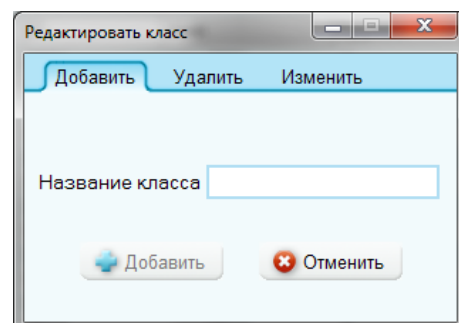 Редактировать класс
Добавить Удалить Изменить
Название класса
Добавить Отменить